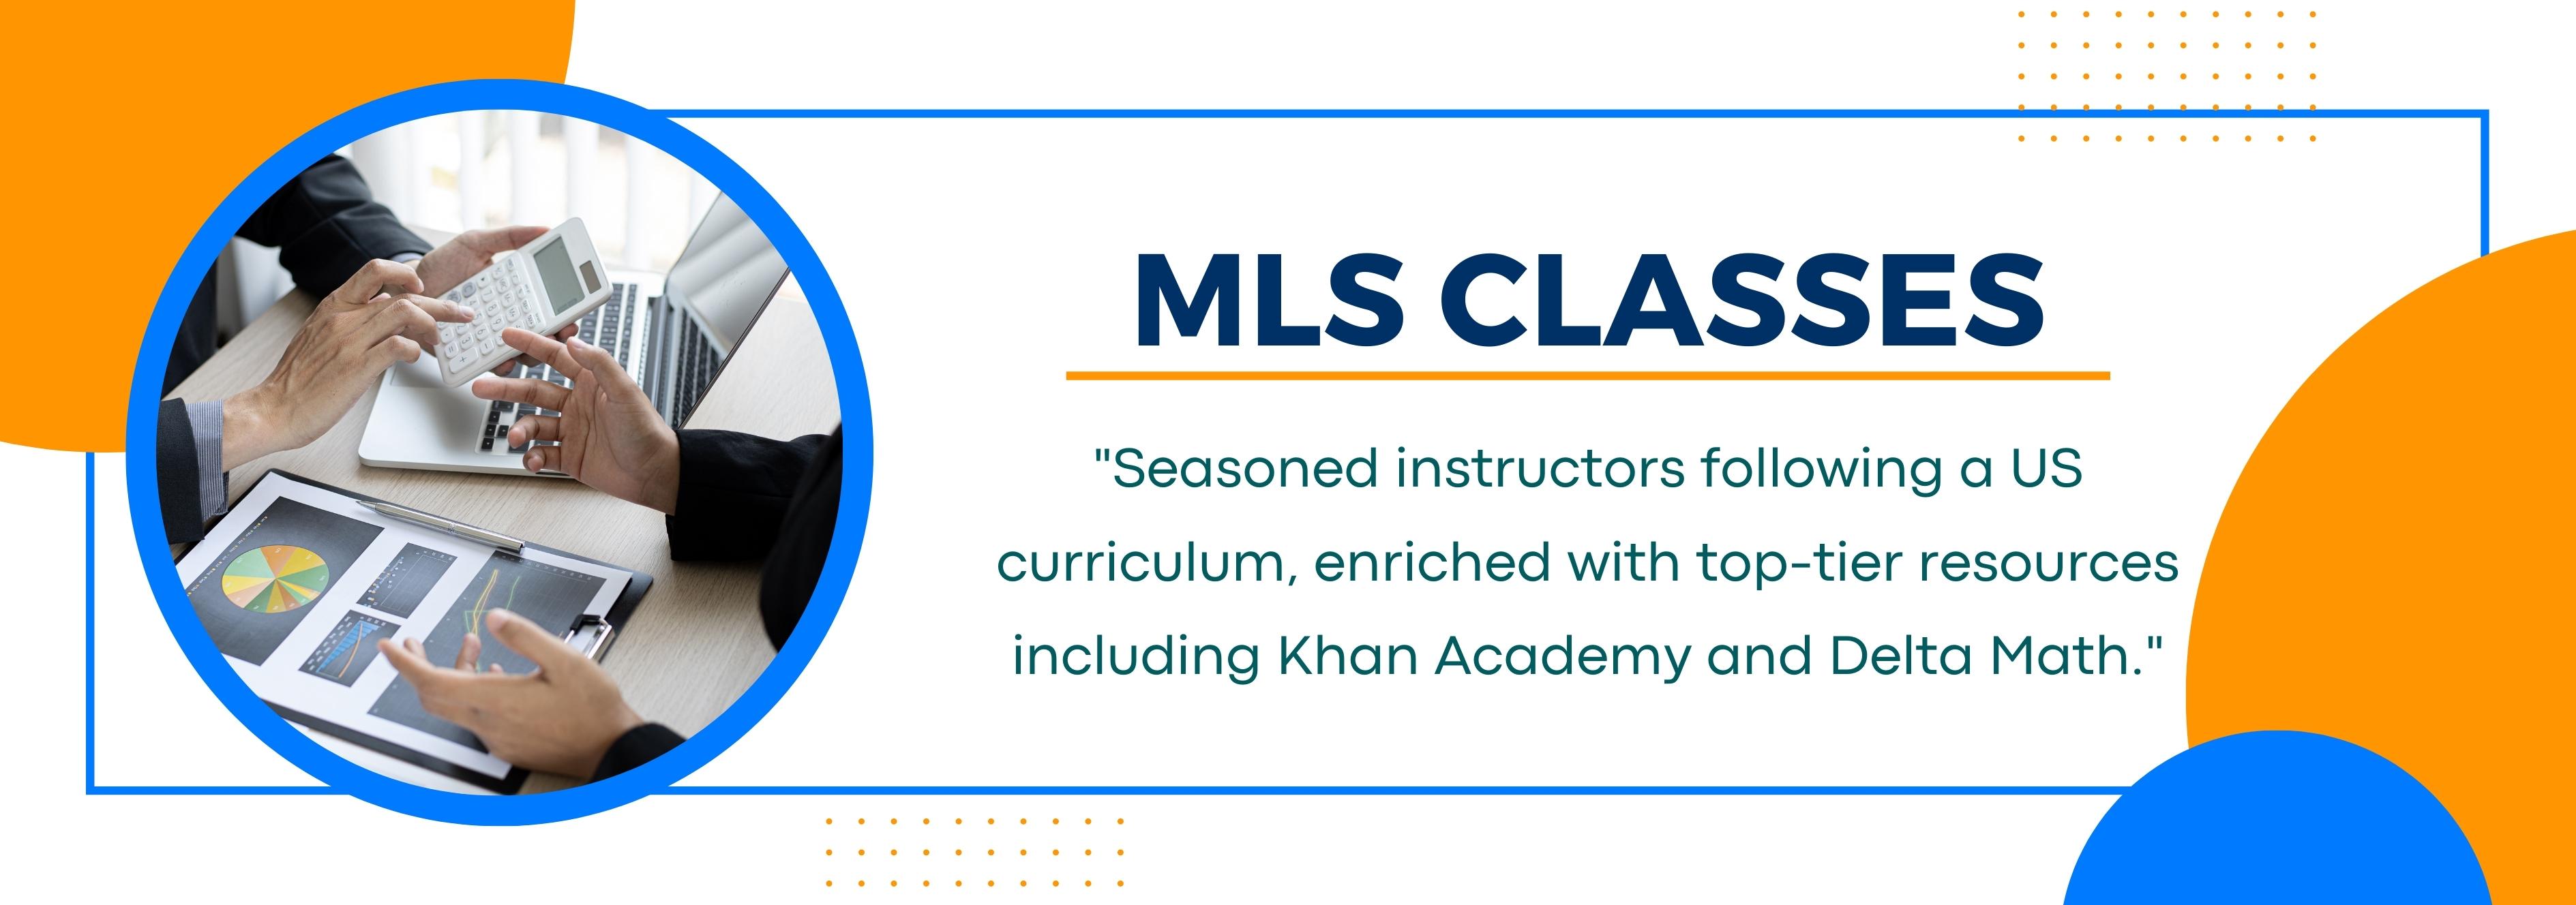 MLS CLASSES
"Seasoned instructors following a US
curriculum, enriched with top-tier resources
including Khan Academy and Delta Math."